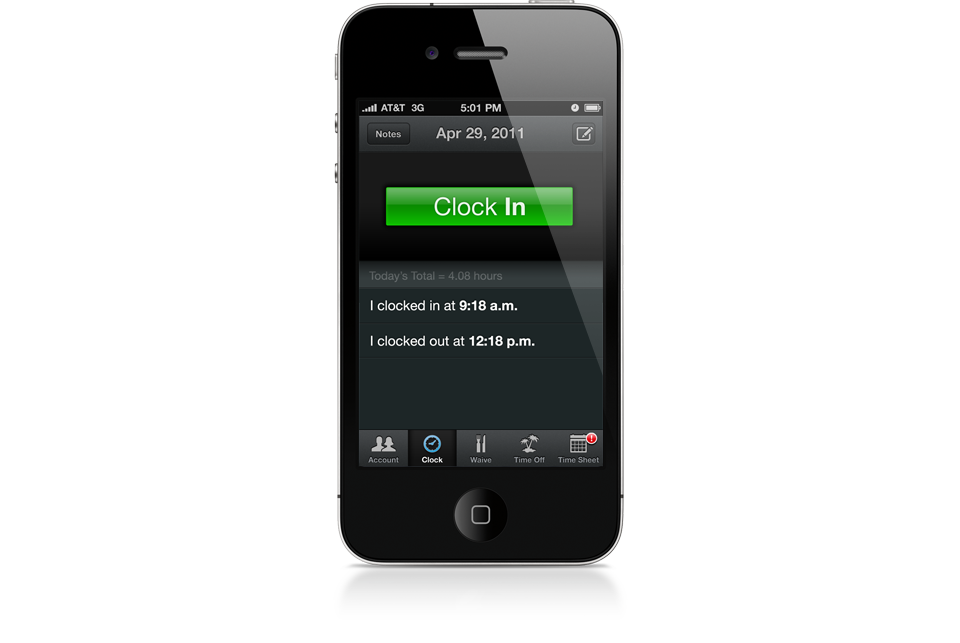 AT&T 3G 5:01 PM
Notes Apr 29, 2011
Clock In
Today's Total = 4.08 hours
I clocked in at 9:18 a.m.
I clocked out at 12:18 p.m.
Account Clock Waive Time Off Time Sheet